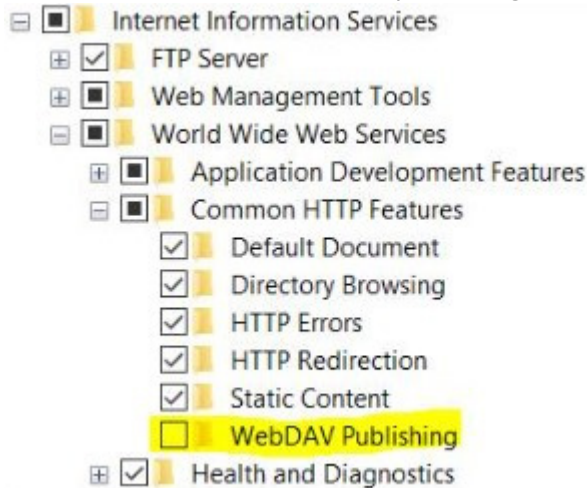 Internet Information Services
FTP Server
Web Management Tools
World Wide Web Services
Application Development Features
Common HTTP Features
Default Document
Directory Browsing
HTTP Errors
HTTP Redirection
Static Content
WebDAV Publishing
Health and Diagnostics